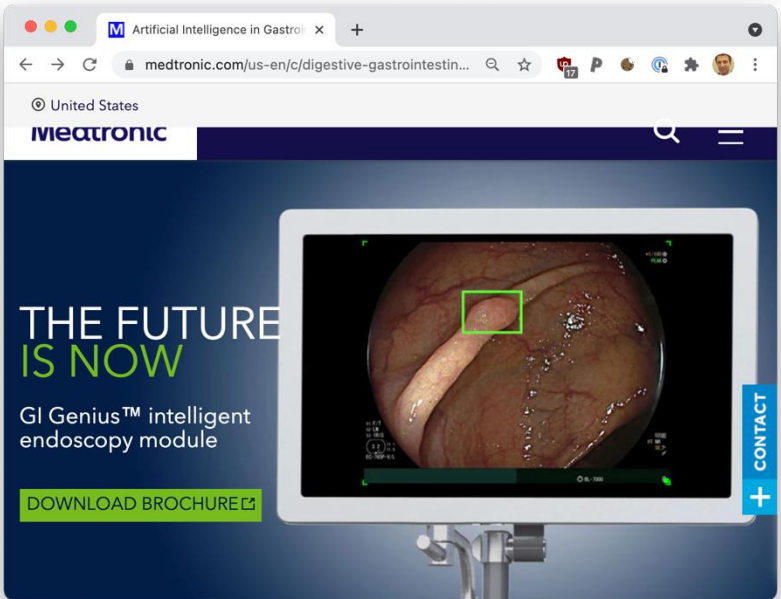 Artificial Intelligence in Gastroi
medtronic.com/us-en/c/digestive-gastrointestin...
17
United States
Medtronic
THE FUTURE
IS NOW
GI Genius™ intelligent
endoscopy module
DOWNLOAD BROCHURE
CONTACT